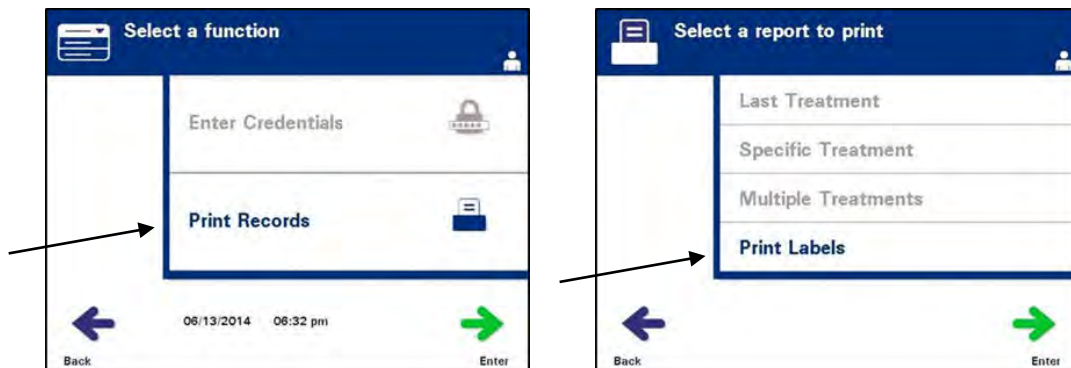 Select a function
Enter Credentials
Print Records
06/13/2014 06:32 pm
Back
Enter
Select a report to print
Last Treatment
Specific Treatment
Multiple Treatments
Print Labels
Back
Enter